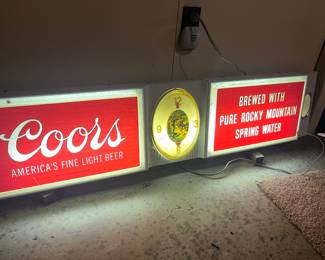 Coors
AMERICA'S FINE LIGHT BEER
BREWED WITH
PURE ROCKY MOUNTAIN
SPRING WATER